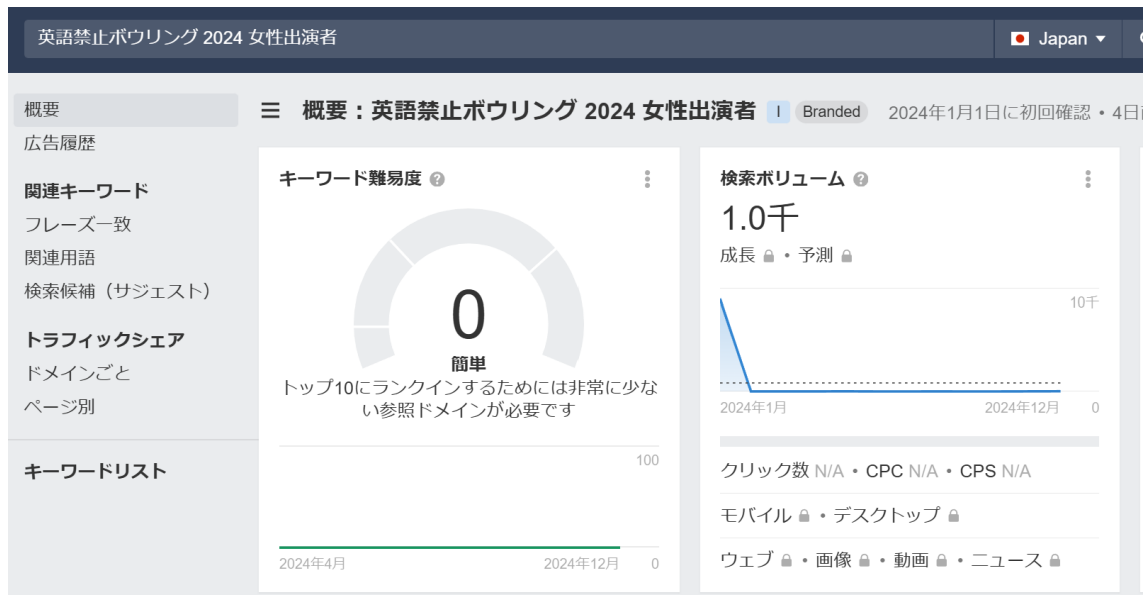 英語禁止ボウリング 2024 女性出演者
Japan
概要
広告履歴
関連キーワード
フレーズ一致
関連用語
検索候補（サジェスト）
トラフィックシェア
ドメインごと
ページ別
キーワードリスト
概要：英語禁止ボウリング 2024 女性出演者 I Branded 2024年1月1日に初回確認 • 4日
キーワード難易度 ?
0
簡単
トップ10にランクインするためには非常に少な
い参照ドメインが必要です
100
2024年4月 2024年12月 0
検索ボリューム ?
1.0千
成長 • 予測
10千
2024年1月 2024年12月 0
クリック数 N/A • CPC N/A • CPS N/A
モバイル • デスクトップ
ウェブ • 画像 • 動画 • ニュース